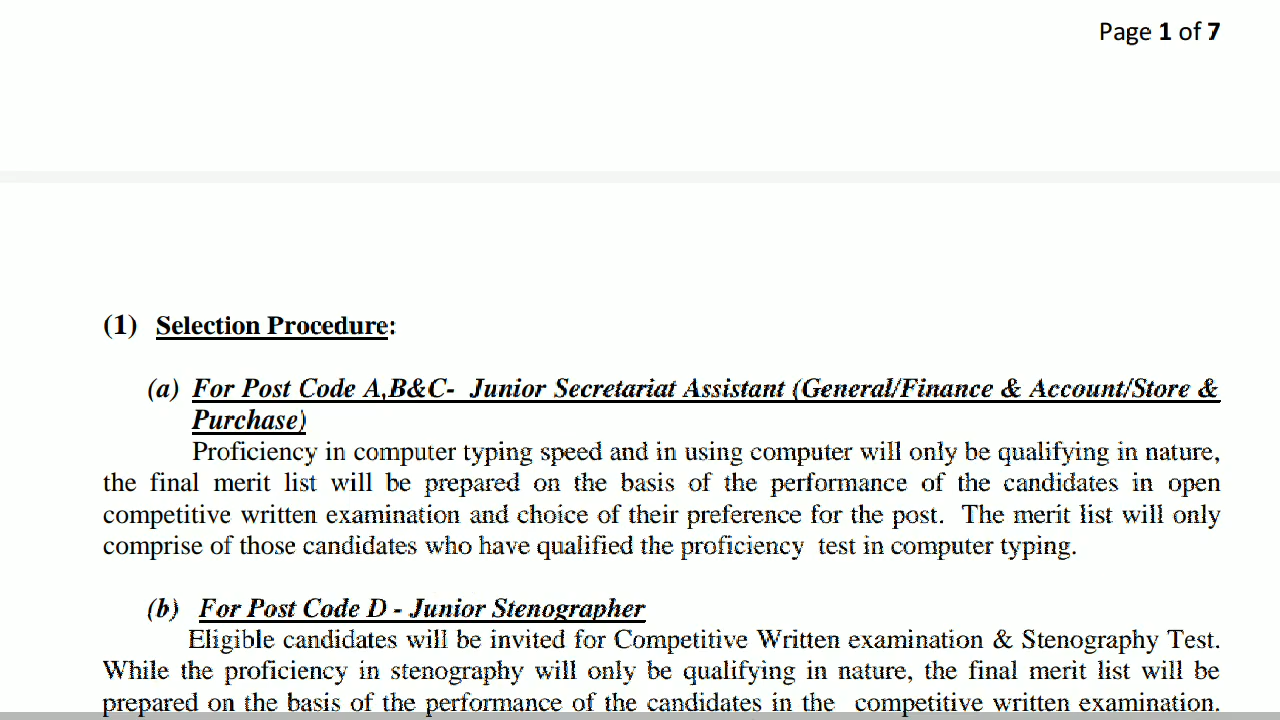 Page 1 of 7
(1) Selection Procedure:
(a) For Post Code A,B&C- Junior Secretariat Assistant (General/Finance & Account/Store &
Purchase)
Proficiency in computer typing speed and in using computer will only be qualifying in nature,
the final merit list will be prepared on the basis of the performance of the candidates in open
competitive written examination and choice of their preference for the post. The merit list will only
comprise of those candidates who have qualified the proficiency test in computer typing.
(b) For Post Code D - Junior Stenographer
Eligible candidates will be invited for Competitive Written examination & Stenography Test.
While the proficiency in stenography will only be qualifying in nature, the final merit list will be
prepared on the basis of the performance of the candidates in the competitive written examination.